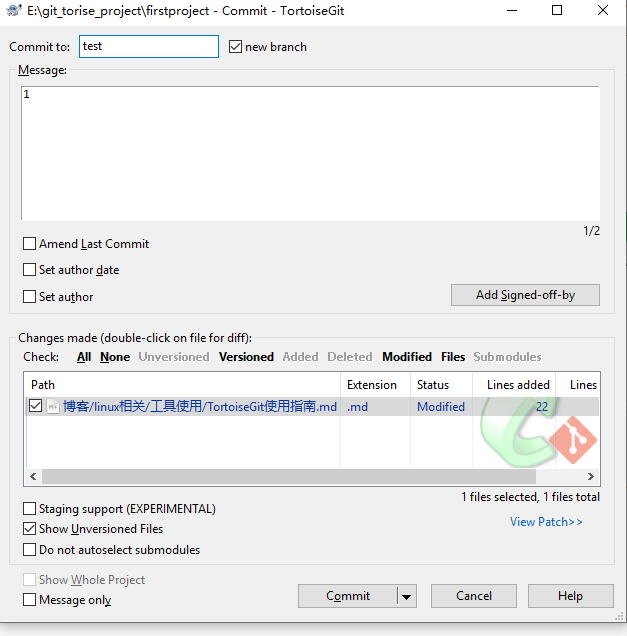 E:\git_torise_project\firstproject - Commit - TortoiseGit
Commit to: test new branch
Message:
1
1/2
Amend Last Commit
Set author date
Set author
Add Signed-off-by
Changes made (double-click on file for diff):
Check: All None Unversioned Versioned Added Deleted Modified Files Submodules
Path Extension Status Lines added Lines
博客/linux相关/工具使用/TortoiseGit使用指南.md .md Modified 22
1 files selected, 1 files total
Staging support (EXPERIMENTAL)
View Patch>>
Show Unversioned Files
Do not autoselect submodules
Show Whole Project
Message only
Commit Cancel Help